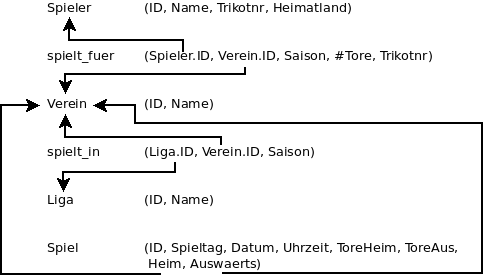 Spieler (ID, Name, Trikotnr, Heimatland)
spielt_fuer (Spieler.ID, Verein.ID, Saison, #Tore, Trikotnr)
Verein (ID, Name)
spielt_in (Liga.ID, Verein.ID, Saison)
Liga (ID, Name)
Spiel (ID, Spieltag, Datum, Uhrzeit, ToreHeim, ToreAus,
Heim, Auswaerts)